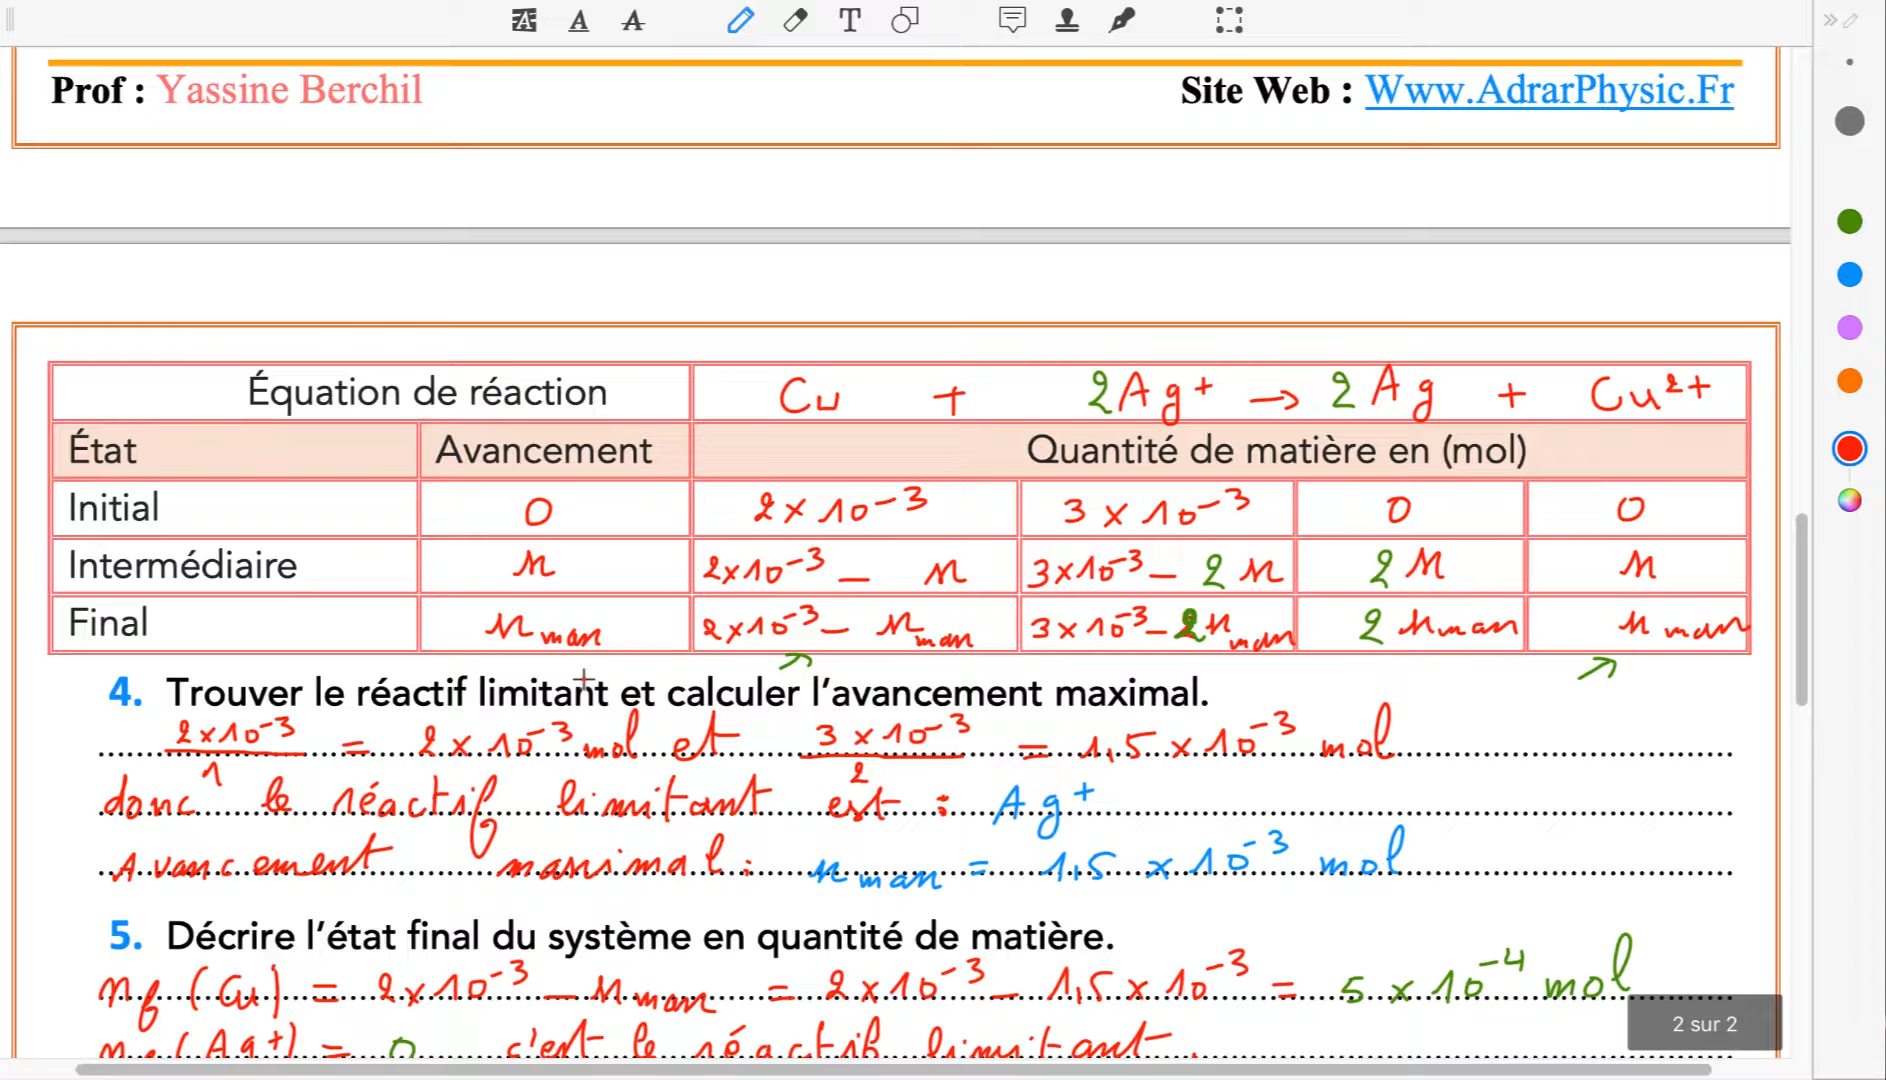 A A A T
Prof : Yassine Berchil Site Web : Www.AdrarPhysic.Fr
Équation de réaction Cu + 2Ag⁺ → 2Ag + Cu²⁺
État Avancement Quantité de matière en (mol)
Initial 0 2×10⁻³ 3×10⁻³ 0 0
Intermédiaire x 2×10⁻³ – x 3×10⁻³ – 2x 2x x
Final xmax 2×10⁻³ – xmax 3×10⁻³ – 2xmax 2xmax xmax
4. Trouver le réactif limitant et calculer l’avancement maximal.
2×10⁻³/1 = 2×10⁻³ mol et 3×10⁻³/2 = 1,5×10⁻³ mol
donc le réactif limitant est : Ag⁺
Avancement maximal : xmax = 1,5×10⁻³ mol
5. Décrire l’état final du système en quantité de matière.
nf(Cu) = 2×10⁻³ – xmax = 2×10⁻³ – 1,5×10⁻³ = 5×10⁻⁴ mol
nf(Ag⁺) = 0 c'est le réactif limitant.
2 sur 2